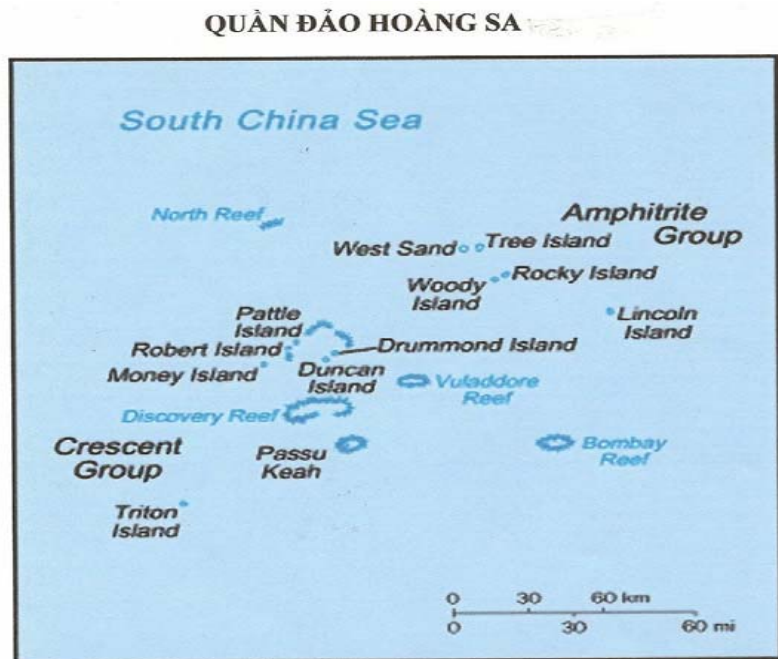 QUẦN ĐẢO HOÀNG SA
South China Sea
North Reef
Amphitrite
Group
West Sand
Tree Island
Woody
Island
Rocky Island
Lincoln
Island
Pattle
Island
Robert Island
Drummond Island
Money Island
Duncan
Island
Vuladdore
Reef
Discovery Reef
Crescent
Group
Passu
Keah
Bombay
Reef
Triton
Island
0 30 60 km
0 30 60 mi